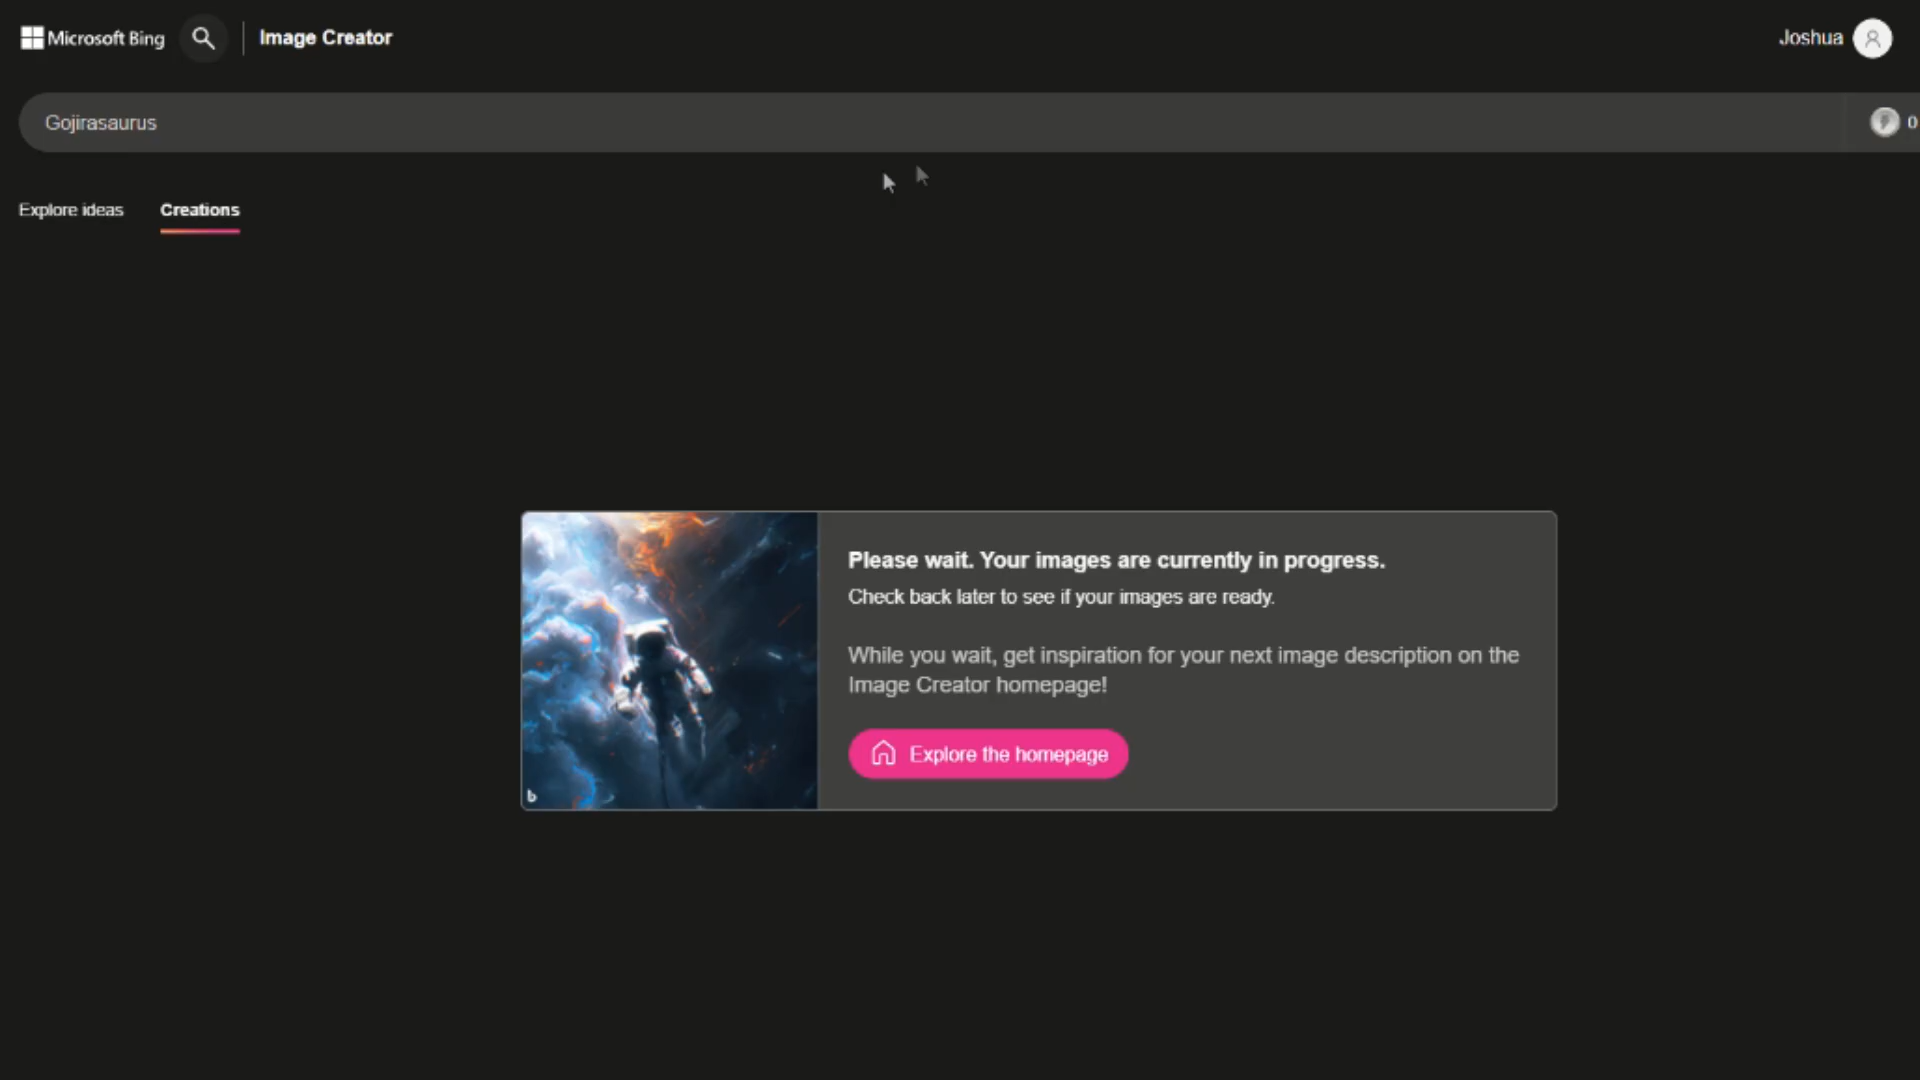 Microsoft Bing
Image Creator
Joshua
Gojirasaurus
0
Explore ideas
Creations
Please wait. Your images are currently in progress.
Check back later to see if your images are ready.
While you wait, get inspiration for your next image description on the
Image Creator homepage!
Explore the homepage
b